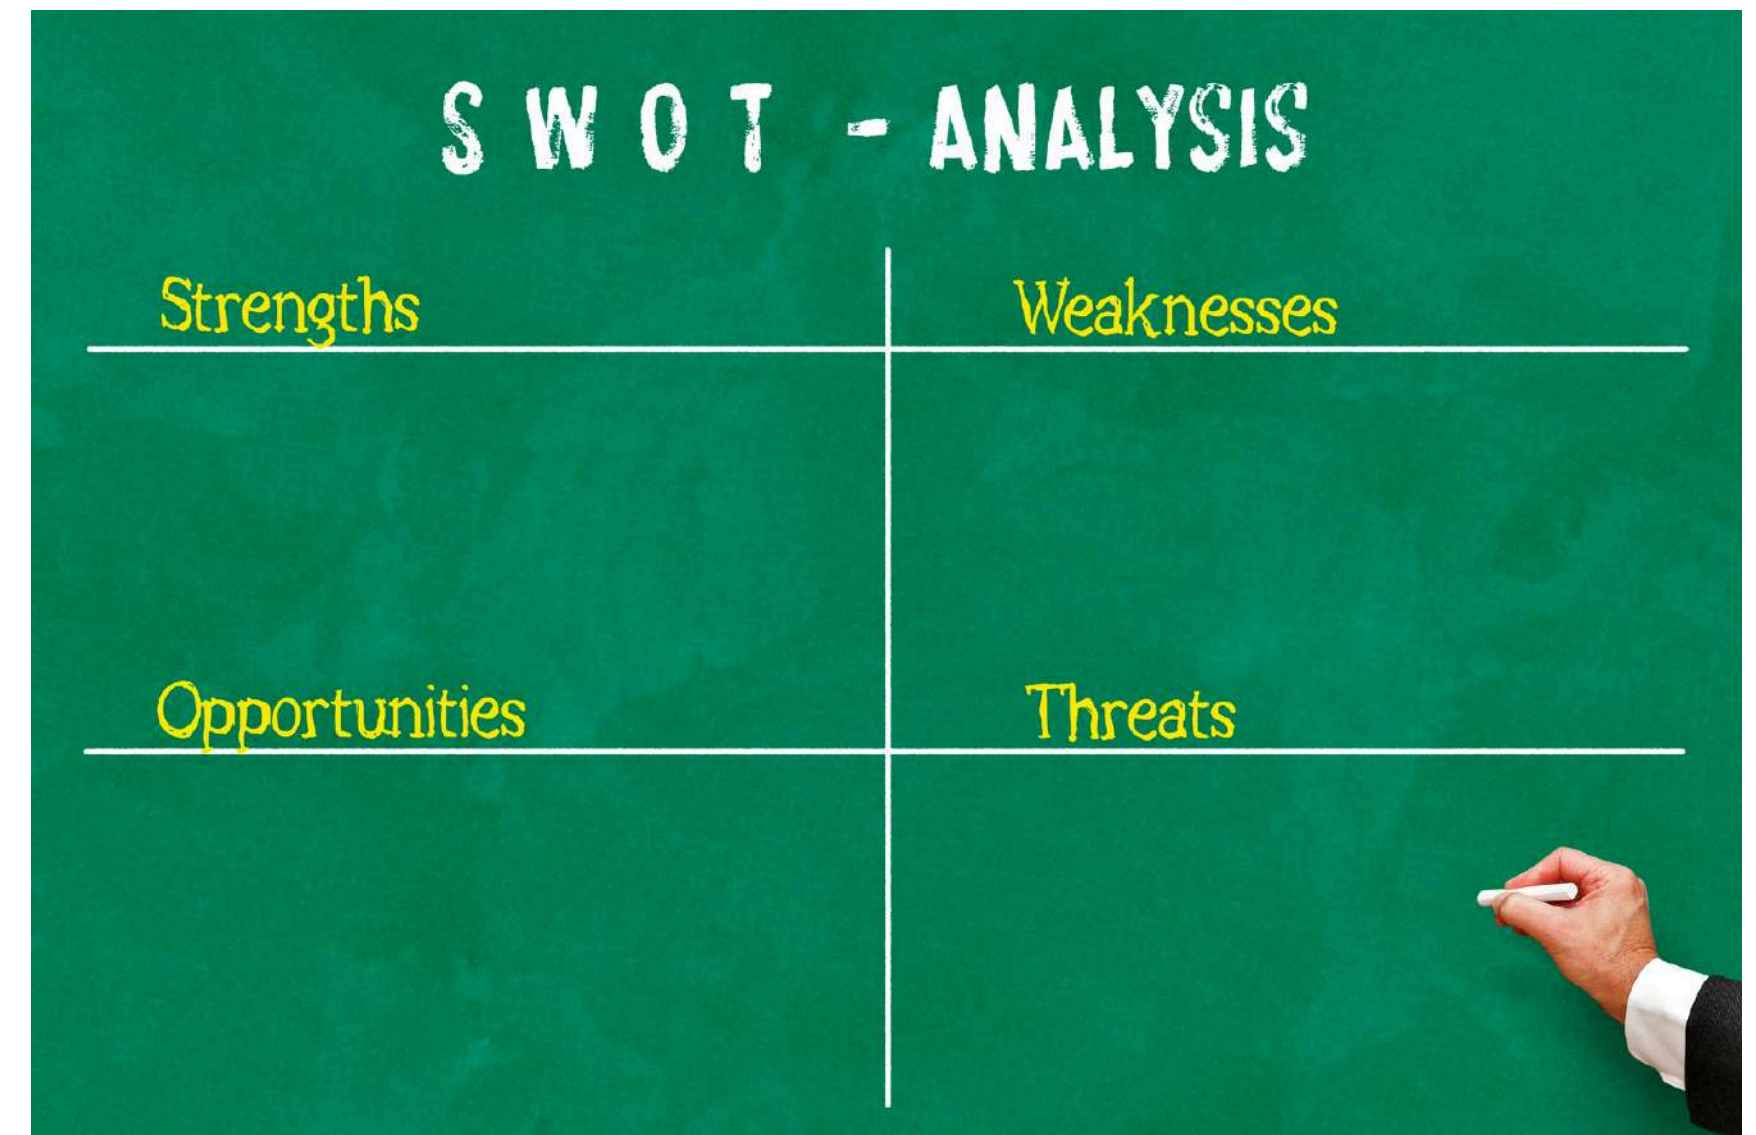 S W O T - ANALYSIS
Strengths
Weaknesses
Opportunities
Threats